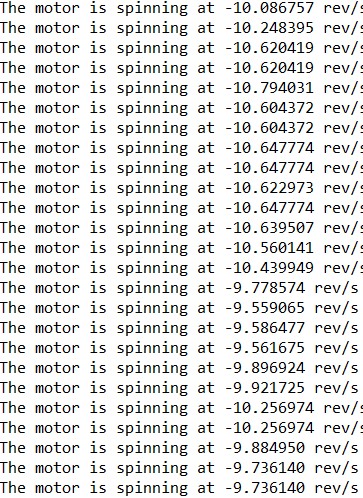 The motor is spinning at -10.086757 rev/s
The motor is spinning at -10.248395 rev/s
The motor is spinning at -10.620419 rev/s
The motor is spinning at -10.620419 rev/s
The motor is spinning at -10.794031 rev/s
The motor is spinning at -10.604372 rev/s
The motor is spinning at -10.604372 rev/s
The motor is spinning at -10.647774 rev/s
The motor is spinning at -10.647774 rev/s
The motor is spinning at -10.622973 rev/s
The motor is spinning at -10.647774 rev/s
The motor is spinning at -10.639507 rev/s
The motor is spinning at -10.560141 rev/s
The motor is spinning at -10.439949 rev/s
The motor is spinning at -9.778574 rev/s
The motor is spinning at -9.559065 rev/s
The motor is spinning at -9.586477 rev/s
The motor is spinning at -9.561675 rev/s
The motor is spinning at -9.896924 rev/s
The motor is spinning at -9.921725 rev/s
The motor is spinning at -10.256974 rev/s
The motor is spinning at -10.256974 rev/s
The motor is spinning at -9.884950 rev/s
The motor is spinning at -9.736140 rev/s
The motor is spinning at -9.736140 rev/s